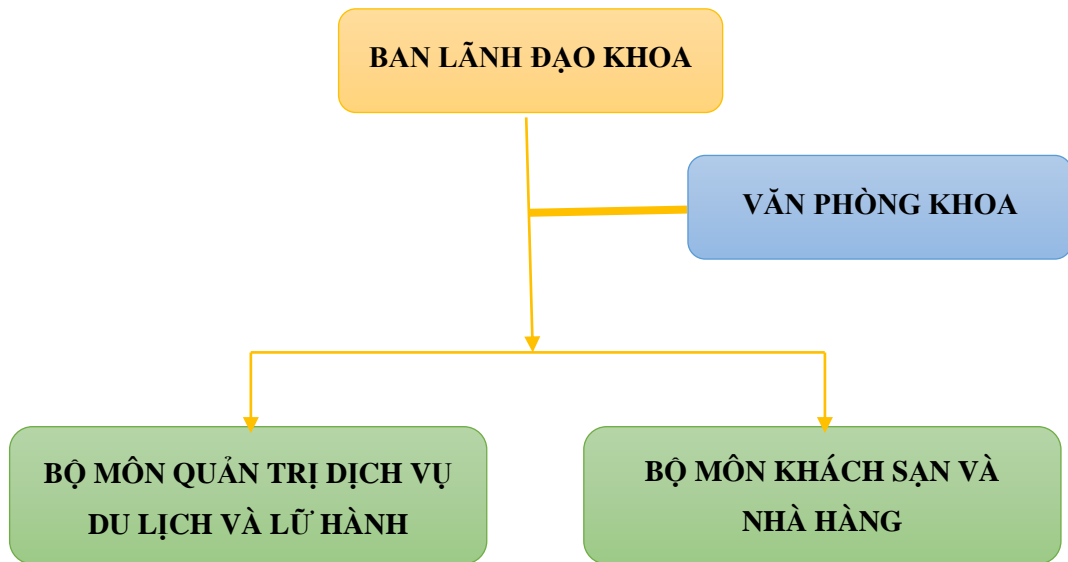 BAN LÃNH ĐẠO KHOA
VĂN PHÒNG KHOA
BỘ MÔN QUẢN TRỊ DỊCH VỤ
DU LỊCH VÀ LỮ HÀNH
BỘ MÔN KHÁCH SẠN VÀ
NHÀ HÀNG